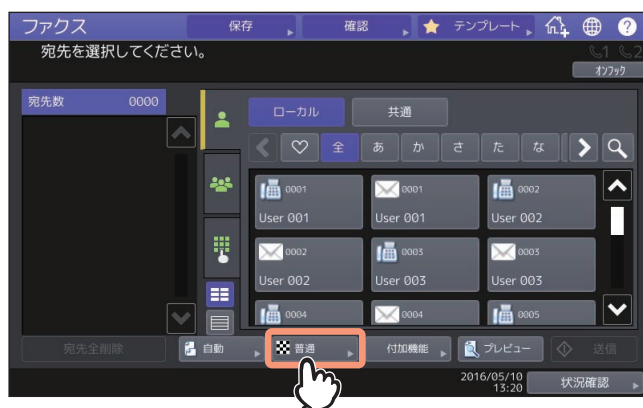 ファクス 保存 確認 テンプレート ?
宛先を選択してください。
1 2
オンフック
宛先数 0000
ローカル 共通
全 あ か さ た な
0001 0001 0002
User 001 User 001 User 002
0002 0003 0003
User 002 User 003 User 003
0004 0004 0005
宛先全削除 自動 普通 付加機能 プレビュー 送信
2016/05/10
13:20
状況確認